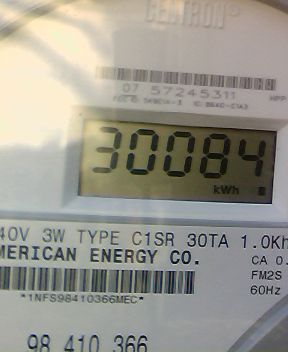 CENTRON®
07 57245311
30084
kWh
40V 3W TYPE C1SR 30TA 1.0Kh
MERICAN ENERGY CO.
CA 0.
FM2S
60Hz
*1NFS98410366MEC*
98 410 366